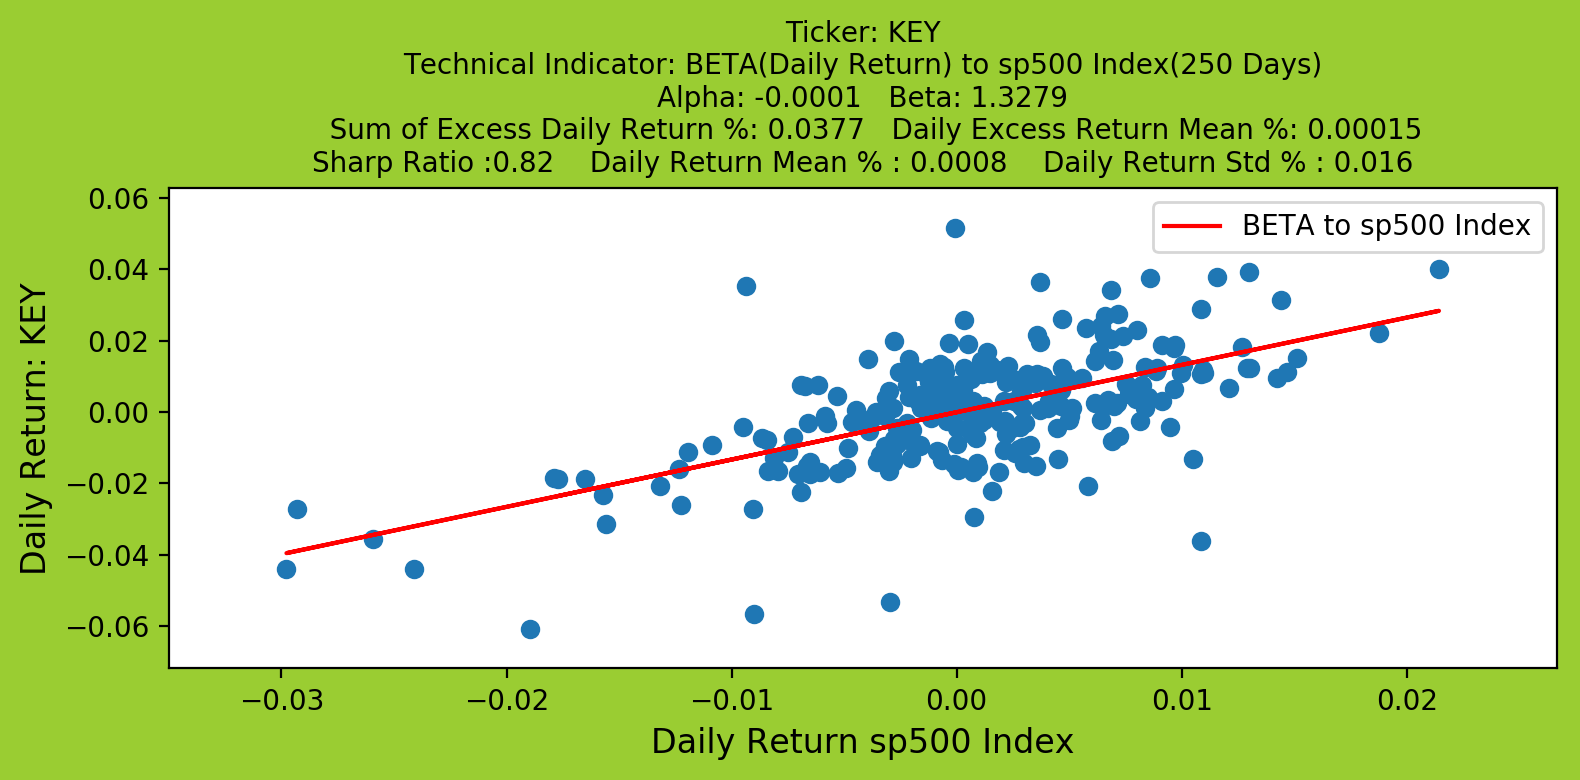 Ticker: KEY
Technical Indicator: BETA(Daily Return) to sp500 Index(250 Days)
Alpha: -0.0001   Beta: 1.3279
Sum of Excess Daily Return %: 0.0377   Daily Excess Return Mean %: 0.00015
Sharp Ratio :0.82    Daily Return Mean % : 0.0008    Daily Return Std % : 0.016
BETA to sp500 Index
0.06
0.04
0.02
0.00
−0.02
−0.04
−0.06
Daily Return: KEY
−0.03 −0.02 −0.01 0.00 0.01 0.02
Daily Return sp500 Index